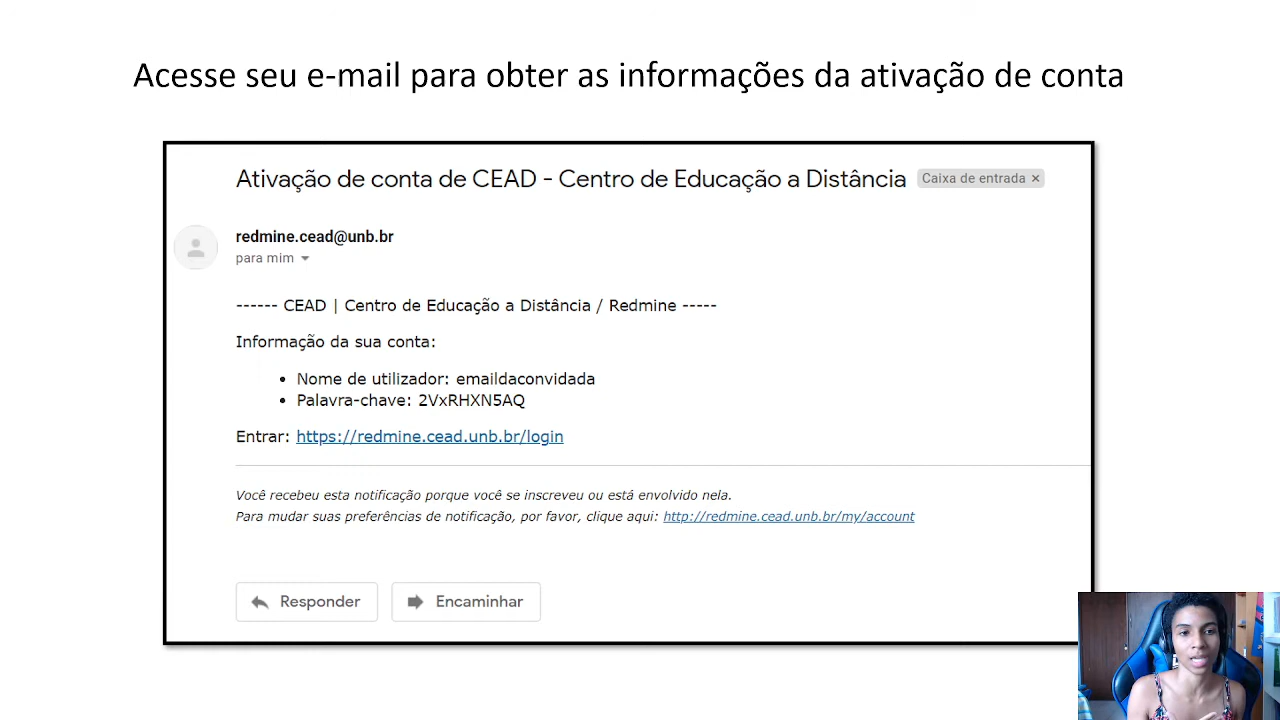 Acesse seu e-mail para obter as informações da ativação de conta
Ativação de conta de CEAD - Centro de Educação a Distância Caixa de entrada ×
redmine.cead@unb.br
para mim
------ CEAD | Centro de Educação a Distância / Redmine -----
Informação da sua conta:
• Nome de utilizador: emaildaconvidada
• Palavra-chave: 2VxRHXN5AQ
Entrar: https://redmine.cead.unb.br/login
Você recebeu esta notificação porque você se inscreveu ou está envolvido nela.
Para mudar suas preferências de notificação, por favor, clique aqui: http://redmine.cead.unb.br/my/account
Responder Encaminhar